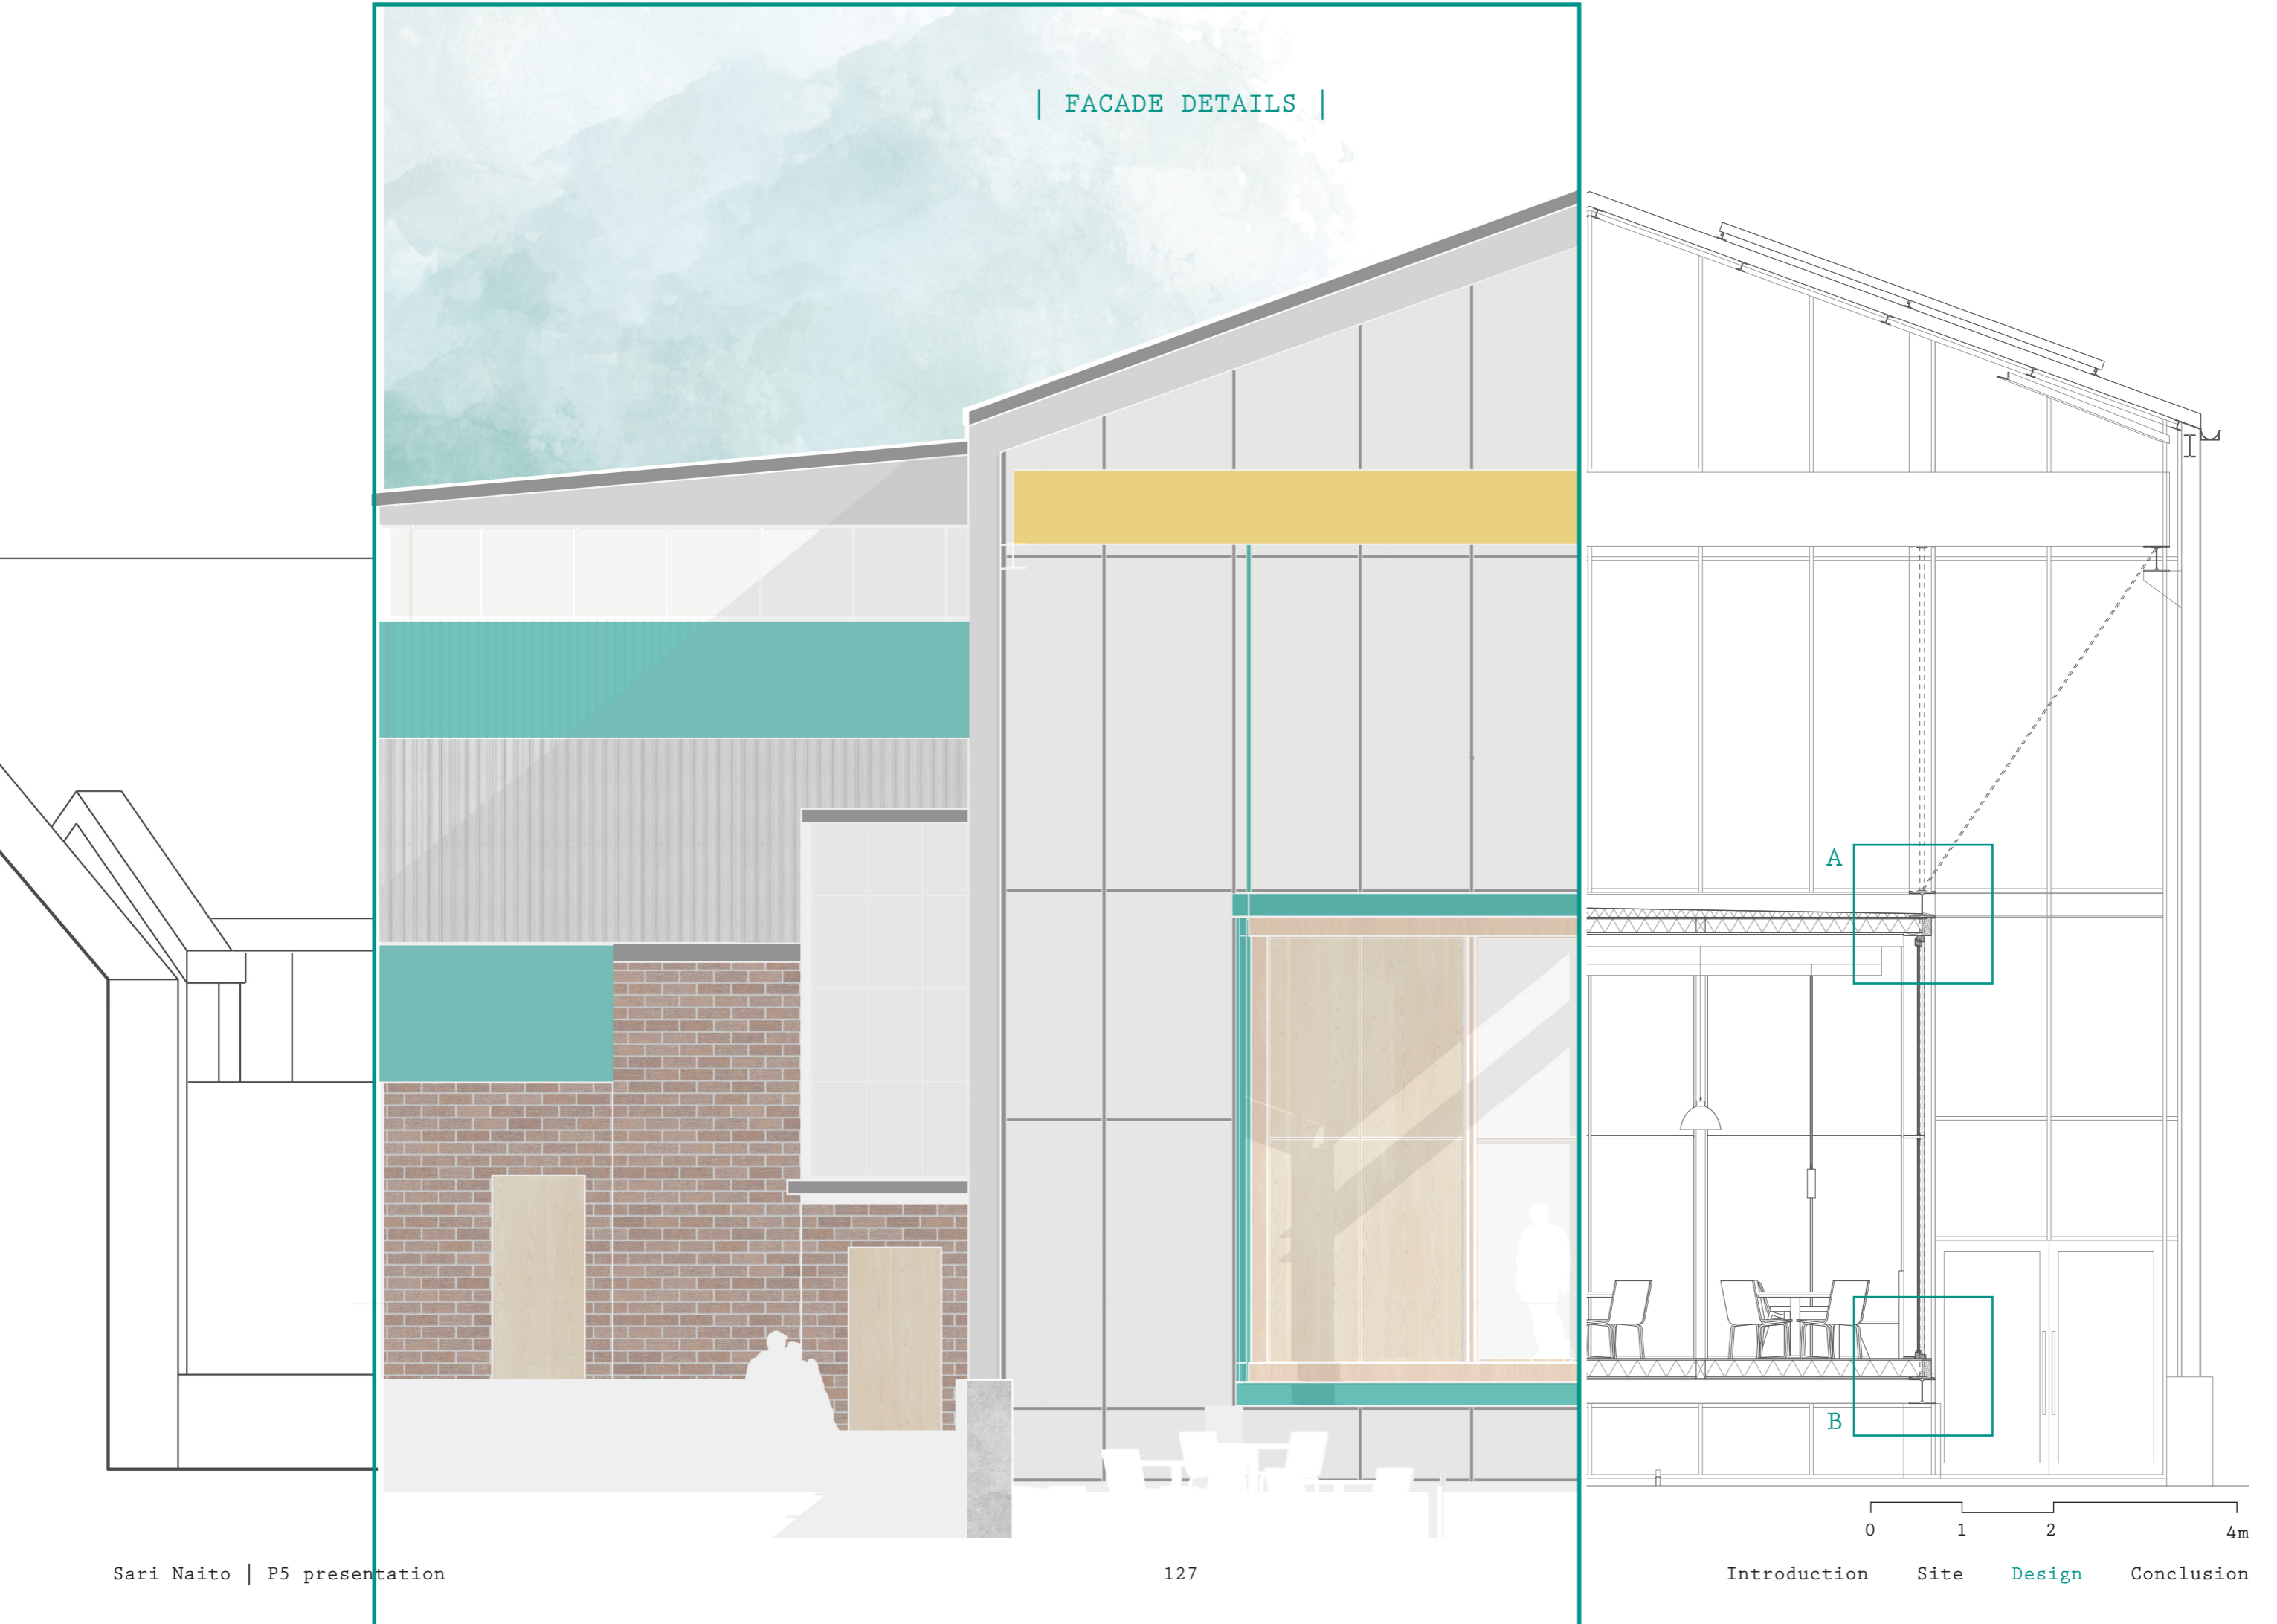 | FACADE DETAILS |
A
B
0 1 2 4m
Sari Naito | P5 presentation
127
Introduction Site Design Conclusion